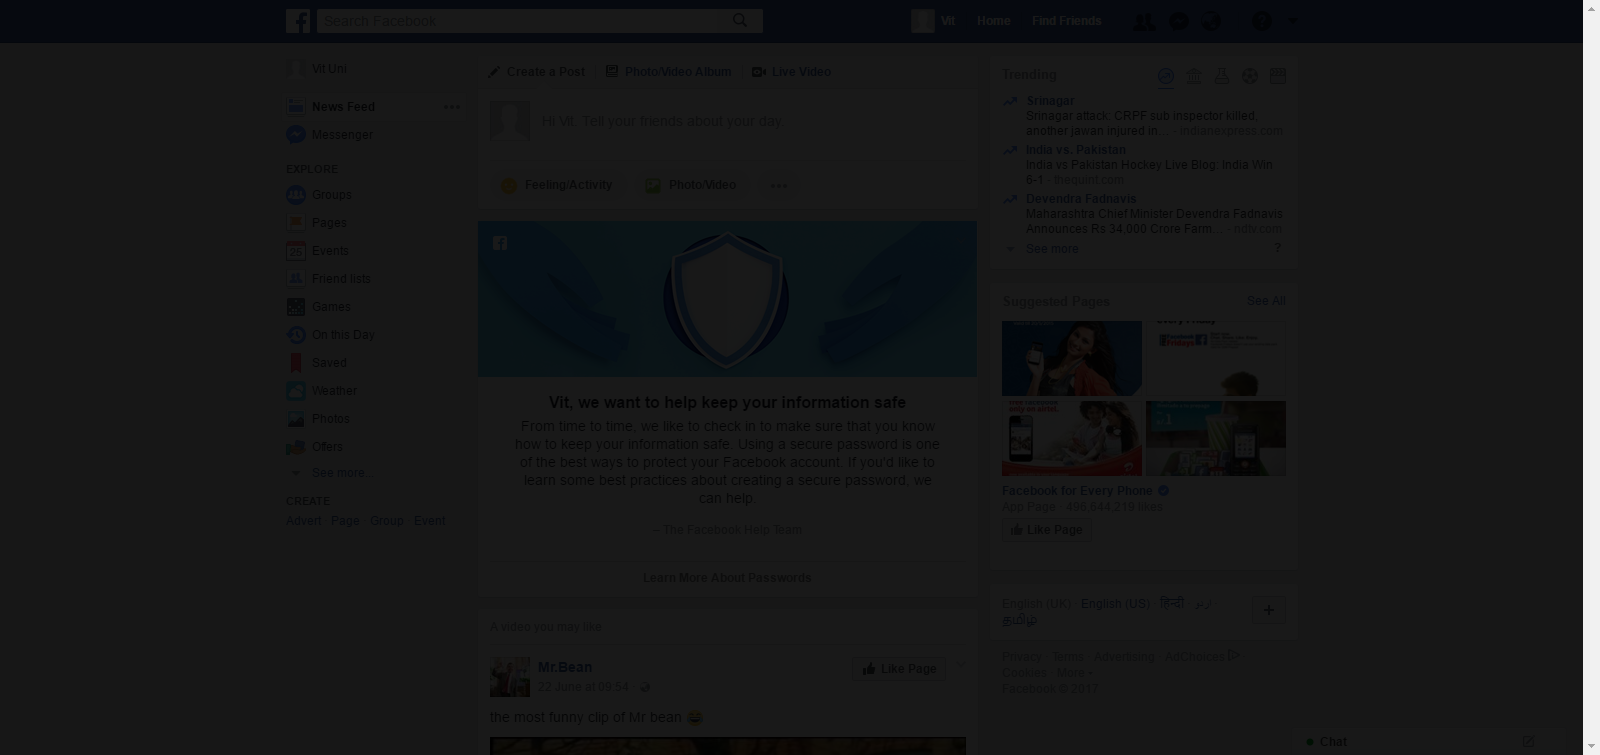 Search Facebook
Vit Home Find Friends
Vit Uni
News Feed
Messenger
EXPLORE
Groups
Pages
Events
Friend lists
Games
On this Day
Saved
Weather
Photos
Offers
See more...
CREATE
Advert · Page · Group · Event
Create a Post Photo/Video Album Live Video
Hi Vit. Tell your friends about your day.
Feeling/Activity Photo/Video
Vit, we want to help keep your information safe
From time to time, we like to check in to make sure that you know
how to keep your information safe. Using a secure password is one
of the best ways to protect your Facebook account. If you'd like to
learn some best practices about creating a secure password, we
can help.
– The Facebook Help Team
Learn More About Passwords
A video you may like
Mr.Bean
22 June at 09:54 ·
Like Page
the most funny clip of Mr bean
Trending
Srinagar
Srinagar attack: CRPF sub inspector killed,
another jawan injured in... - indianexpress.com
India vs. Pakistan
India vs Pakistan Hockey Live Blog: India Win
6-1 - thequint.com
Devendra Fadnavis
Maharashtra Chief Minister Devendra Fadnavis
Announces Rs 34,000 Crore Farm... - ndtv.com
See more ?
Suggested Pages See All
Facebook for Every Phone
App Page · 496,644,219 likes
Like Page
English (UK) · English (US) · हिन्दी · اردو ·
தமிழ்
Privacy · Terms · Advertising · AdChoices
Cookies · More
Facebook © 2017
Chat